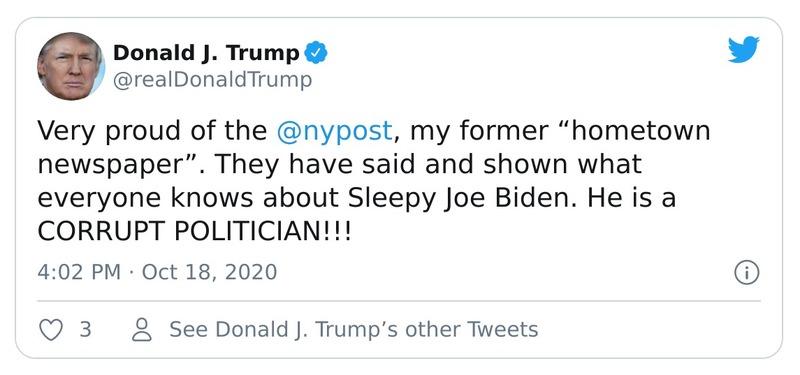 Donald J. Trump
@realDonaldTrump
Very proud of the @nypost, my former “hometown
newspaper”. They have said and shown what
everyone knows about Sleepy Joe Biden. He is a
CORRUPT POLITICIAN!!!
4:02 PM · Oct 18, 2020
3 See Donald J. Trump’s other Tweets